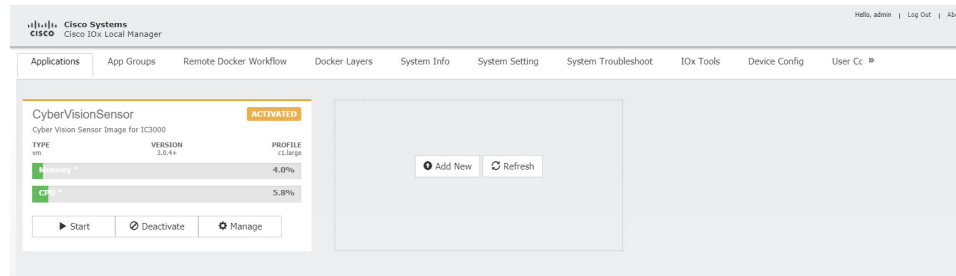 Hello, admin | Log Out | Abo
Cisco Systems
CISCO Cisco IOx Local Manager
Applications App Groups Remote Docker Workflow Docker Layers System Info System Setting System Troubleshoot IOx Tools Device Config User Cc »
CyberVisionSensor ACTIVATED
Cyber Vision Sensor Image for IC3000
TYPE VERSION PROFILE
vm 3.0.4+ c1.large
Memory * 4.0%
CPU * 5.8%
Start Deactivate Manage
Add New Refresh